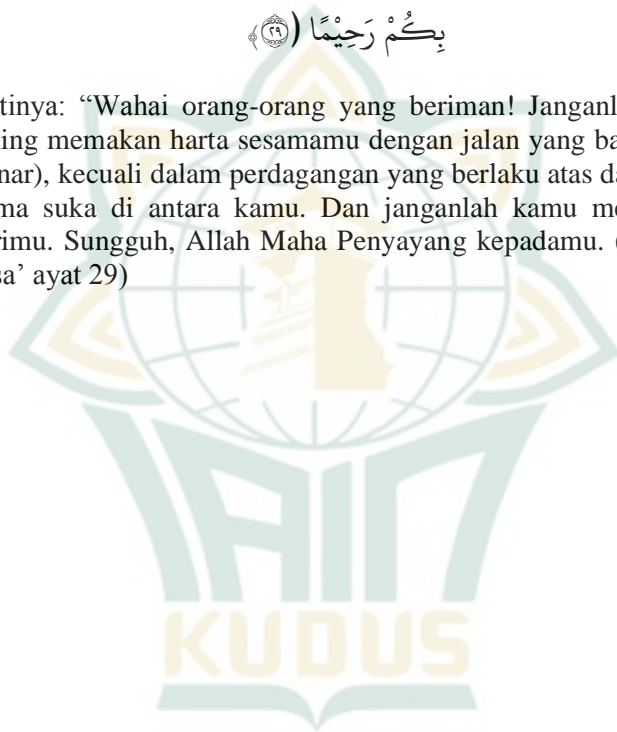 بِكُمْ رَحِيْمًا ﴿٢٩﴾
tinya: “Wahai orang-orang yang beriman! Janganl
ing memakan harta sesamamu dengan jalan yang ba
nar), kecuali dalam perdagangan yang berlaku atas da
ma suka di antara kamu. Dan janganlah kamu me
rimu. Sungguh, Allah Maha Penyayang kepadamu. (
sa’ ayat 29)
IAIN
KUDUS